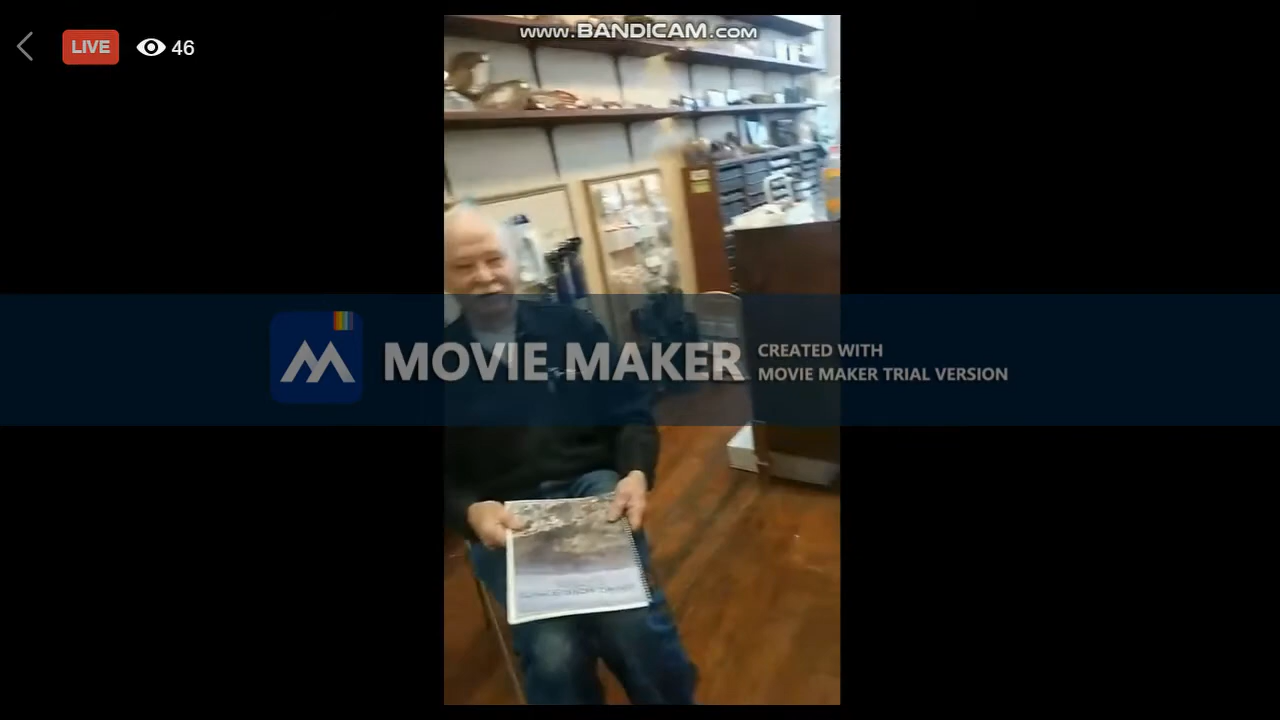 LIVE 46
www.BANDICAM.com
MOVIE MAKER
CREATED WITH
MOVIE MAKER TRIAL VERSION